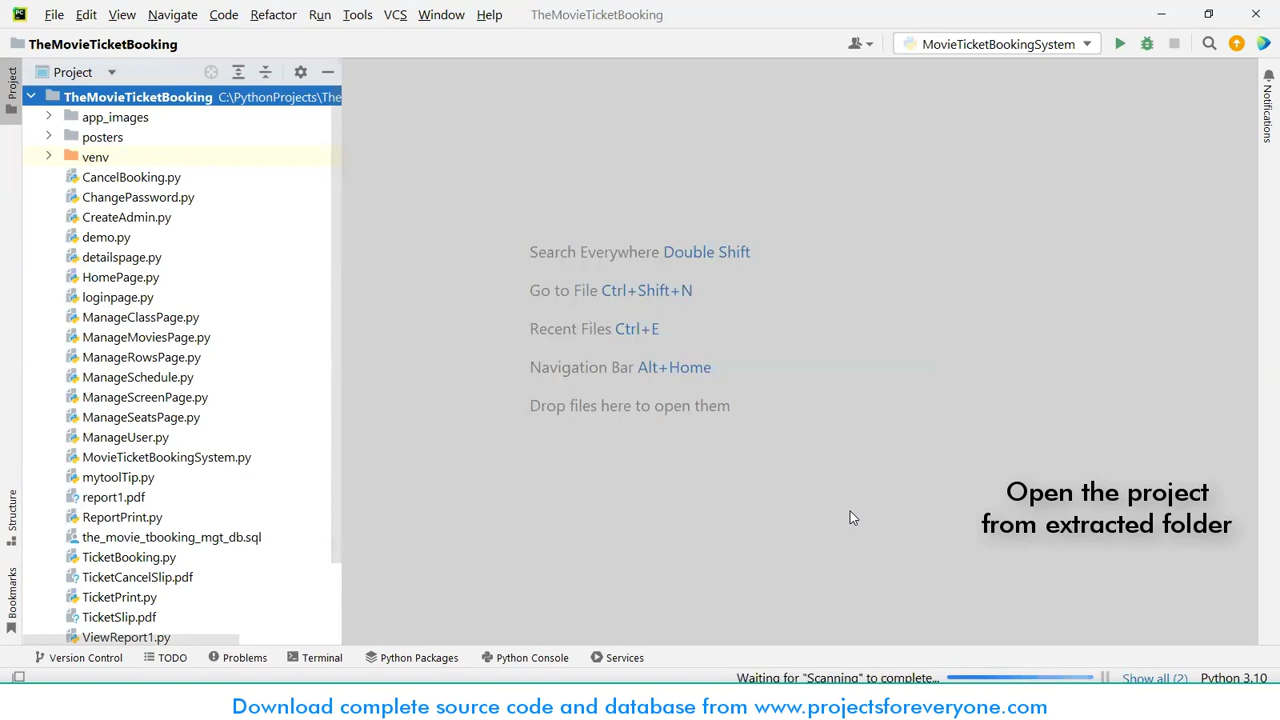 File Edit View Navigate Code Refactor Run Tools VCS Window Help TheMovieTicketBooking
TheMovieTicketBooking
MovieTicketBookingSystem
Project
Project
Notifications
TheMovieTicketBooking C:\PythonProjects\The
app_images
posters
venv
CancelBooking.py
ChangePassword.py
CreateAdmin.py
demo.py
detailspage.py
HomePage.py
loginpage.py
ManageClassPage.py
ManageMoviesPage.py
ManageRowsPage.py
ManageSchedule.py
ManageScreenPage.py
ManageSeatsPage.py
ManageUser.py
MovieTicketBookingSystem.py
mytoolTip.py
report1.pdf
ReportPrint.py
the_movie_tbooking_mgt_db.sql
TicketBooking.py
TicketCancelSlip.pdf
TicketPrint.py
TicketSlip.pdf
ViewReport1.py
Structure
Bookmarks
Search Everywhere Double Shift
Go to File Ctrl+Shift+N
Recent Files Ctrl+E
Navigation Bar Alt+Home
Drop files here to open them
Open the project
from extracted folder
Version Control TODO Problems Terminal Python Packages Python Console Services
Waiting for "Scanning" to complete... Show all (2) Python 3.10
Download complete source code and database from www.projectsforeveryone.com